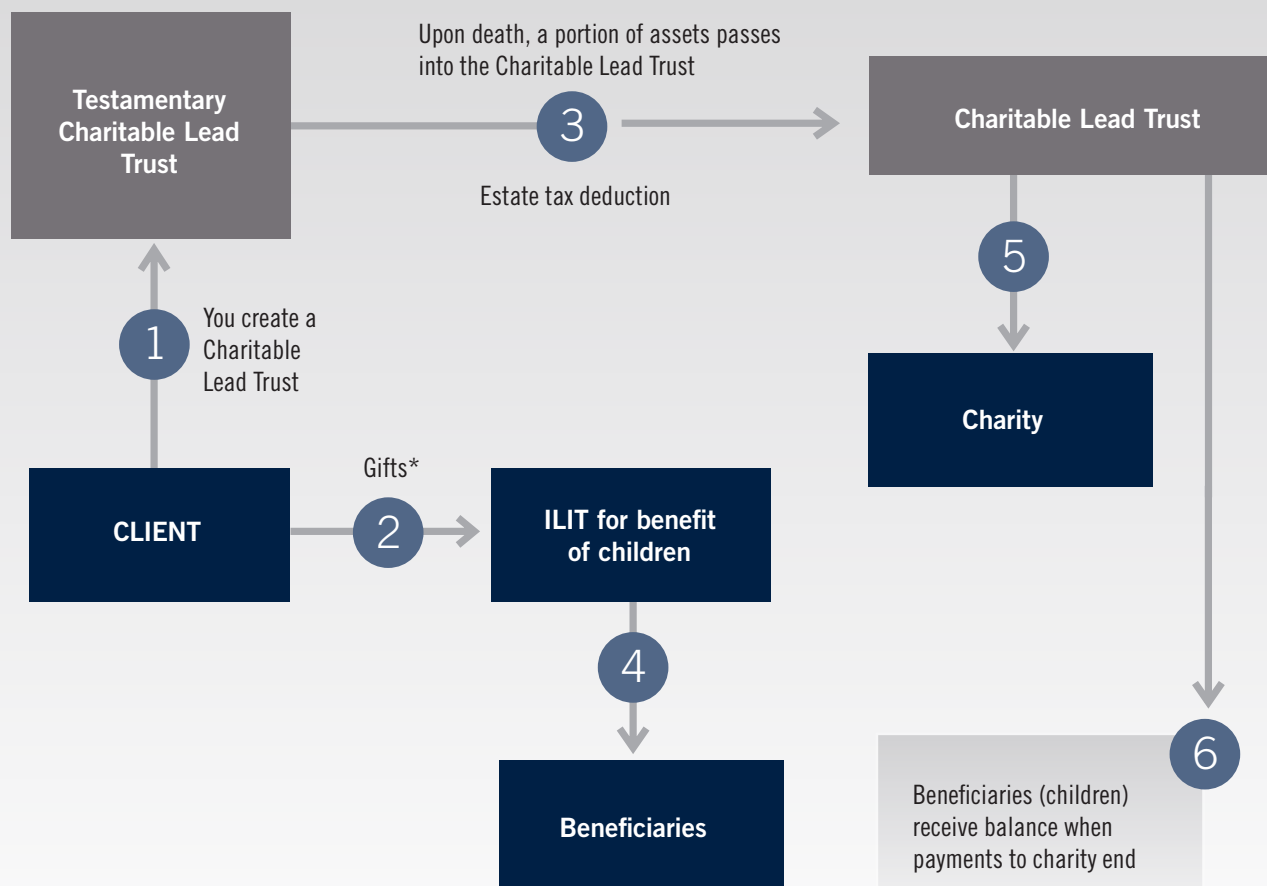 Testamentary
Charitable Lead
Trust
Upon death, a portion of assets passes
into the Charitable Lead Trust
3
Estate tax deduction
Charitable Lead Trust
1
You create a
Charitable
Lead Trust
5
Charity
CLIENT
Gifts*
2
ILIT for benefit
of children
4
Beneficiaries
6
Beneficiaries (children)
receive balance when
payments to charity end